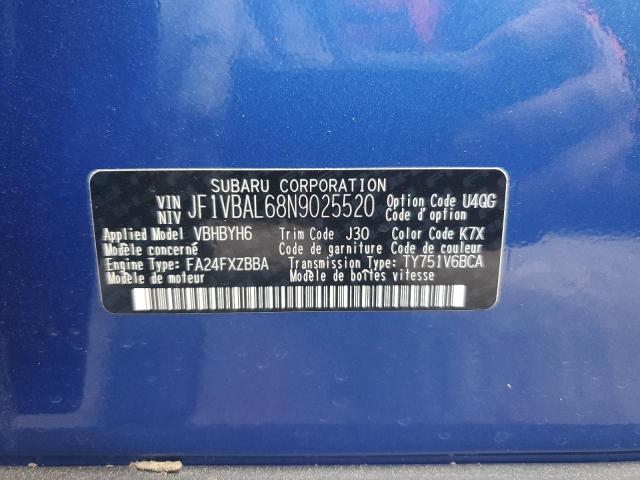 SUBARU CORPORATION
VIN NIV JF1VBAL68N9025520 Option Code U4QG
Code d'option
Applied Model VBHBYH6 Trim Code J30 Color Code K7X
Modèle concerné Code de garniture Code de couleur
Engine Type: FA24FXZBBA Transmission Type: TY751V6BCA
Modèle de moteur Modèle de boîtes vitesse